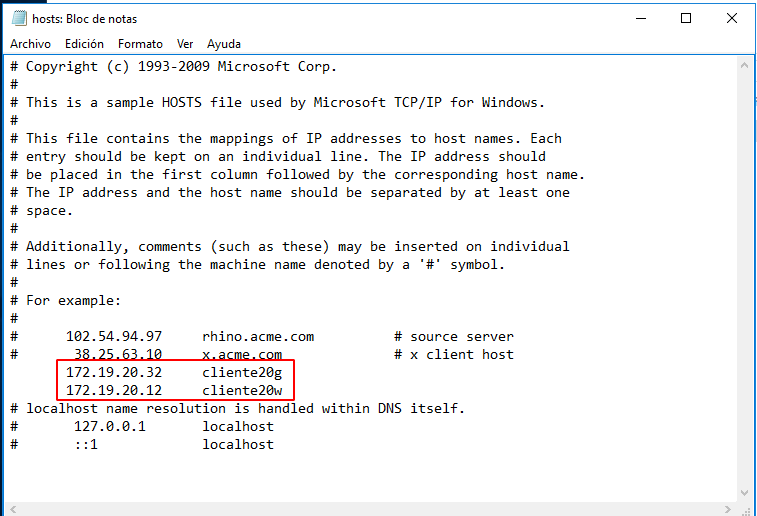 hosts: Bloc de notas
Archivo Edición Formato Ver Ayuda
# Copyright (c) 1993-2009 Microsoft Corp.
#
# This is a sample HOSTS file used by Microsoft TCP/IP for Windows.
#
# This file contains the mappings of IP addresses to host names. Each
# entry should be kept on an individual line. The IP address should
# be placed in the first column followed by the corresponding host name.
# The IP address and the host name should be separated by at least one
# space.
#
# Additionally, comments (such as these) may be inserted on individual
# lines or following the machine name denoted by a '#' symbol.
#
# For example:
#
#      102.54.94.97     rhino.acme.com          # source server
#       38.25.63.10     x.acme.com              # x client host
       172.19.20.32    cliente20g
       172.19.20.12    cliente20w
# localhost name resolution is handled within DNS itself.
#       127.0.0.1       localhost
#       ::1             localhost